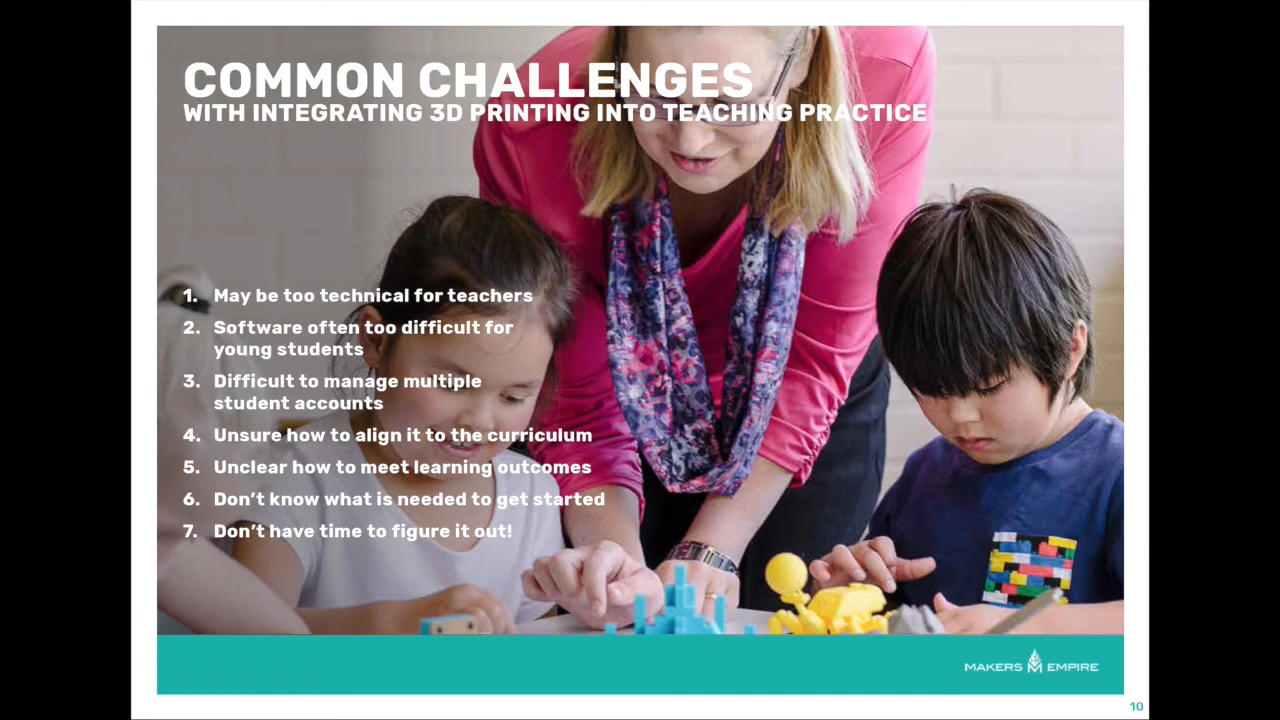 COMMON CHALLENGES
WITH INTEGRATING 3D PRINTING INTO TEACHING PRACTICE
1. May be too technical for teachers
2. Software often too difficult for
young students
3. Difficult to manage multiple
student accounts
4. Unsure how to align it to the curriculum
5. Unclear how to meet learning outcomes
6. Don't know what is needed to get started
7. Don't have time to figure it out!
MAKERS EMPIRE
10